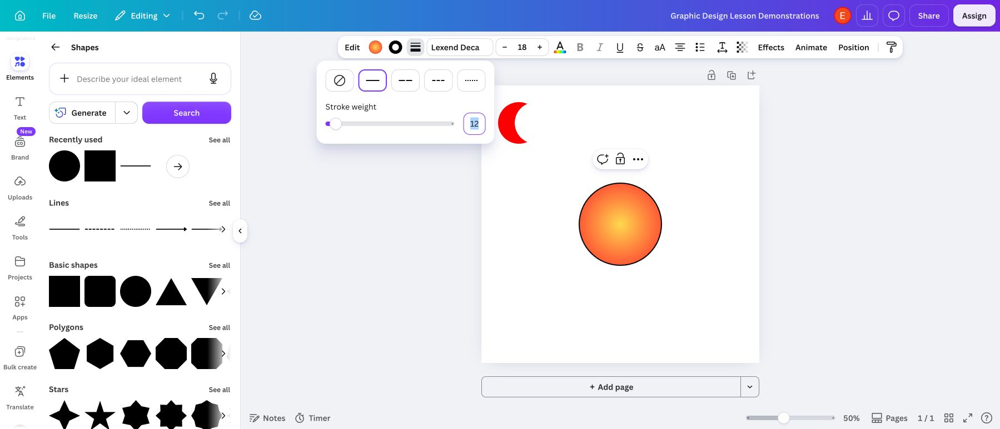 File
Resize
Editing
Graphic Design Lesson Demonstrations
E
Share
Assign
Templates
Elements
Text
New
Brand
Uploads
Tools
Projects
Apps
Bulk create
Translate
Shapes
Describe your ideal element
Generate
Search
Recently used
See all
Lines
See all
Basic shapes
See all
Polygons
See all
Stars
See all
Edit
Lexend Deca
– 18 +
A
B
I
U
S
aA
T
Effects
Animate
Position
Stroke weight
12
+ Add page
Notes
Timer
50%
Pages
1 / 1
?